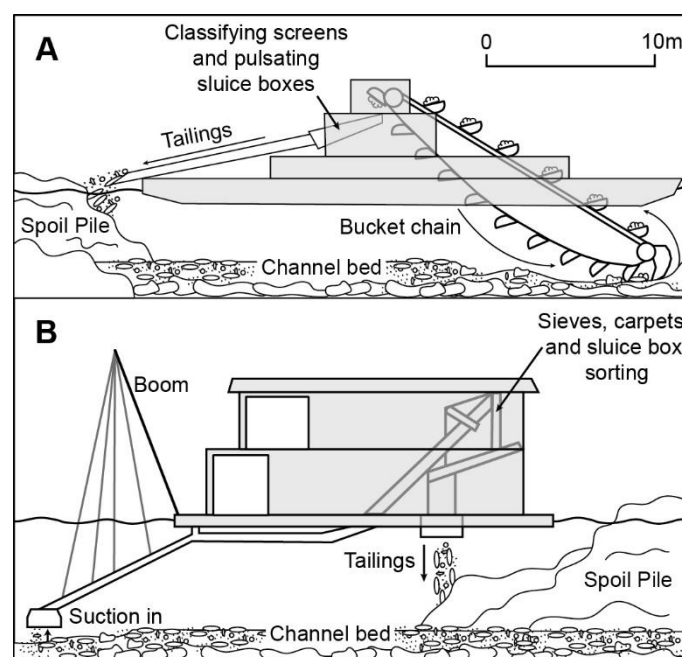 A
Classifying screens
and pulsating
sluice boxes
0
10m
Tailings
Spoil Pile
Bucket chain
Channel bed
B
Sieves, carpets
and sluice box
sorting
Boom
Tailings
Spoil Pile
Suction in
Channel bed